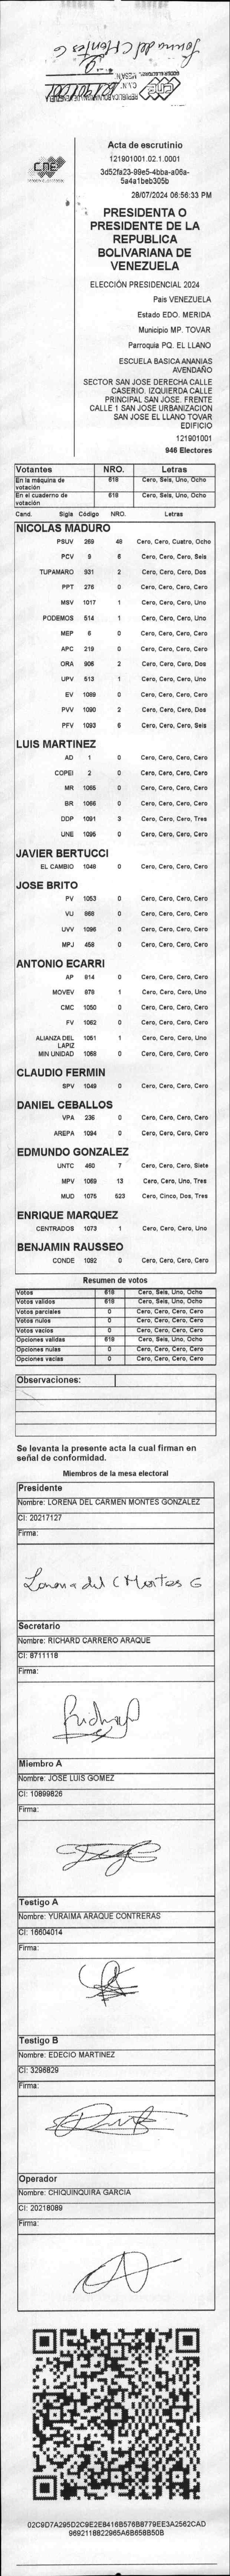 Lorena del C Montes G
CNE
Acta de escrutinio
121901001.02.1.0001
3d52fa23-99e5-4bba-a06a-
5a4a1beb305b
28/07/2024 06:56:33 PM
PRESIDENTA O
PRESIDENTE DE LA
REPUBLICA
BOLIVARIANA DE
VENEZUELA
ELECCIÓN PRESIDENCIAL 2024
Pais VENEZUELA
Estado EDO. MERIDA
Municipio MP. TOVAR
Parroquia PQ. EL LLANO
ESCUELA BASICA ANANIAS
AVENDAÑO
SECTOR SAN JOSE DERECHA CALLE
CASERIO. IZQUIERDA CALLE
PRINCIPAL SAN JOSE. FRENTE
CALLE 1 SAN JOSE URBANIZACION
SAN JOSE EL LLANO TOVAR
EDIFICIO
121901001
946 Electores
Votantes NRO. Letras
En la máquina de votación 618 Cero, Seis, Uno, Ocho
En el cuaderno de votación 618 Cero, Seis, Uno, Ocho
Cand. Sigla Código NRO. Letras
NICOLAS MADURO
PSUV 269 48 Cero, Cero, Cuatro, Ocho
PCV 9 6 Cero, Cero, Cero, Seis
TUPAMARO 931 2 Cero, Cero, Cero, Dos
PPT 276 0 Cero, Cero, Cero, Cero
MSV 1017 1 Cero, Cero, Cero, Uno
PODEMOS 514 1 Cero, Cero, Cero, Uno
MEP 6 0 Cero, Cero, Cero, Cero
APC 219 0 Cero, Cero, Cero, Cero
ORA 906 2 Cero, Cero, Cero, Dos
UPV 513 1 Cero, Cero, Cero, Uno
EV 1089 0 Cero, Cero, Cero, Cero
PVV 1090 2 Cero, Cero, Cero, Dos
PFV 1093 6 Cero, Cero, Cero, Seis
LUIS MARTINEZ
AD 1 0 Cero, Cero, Cero, Cero
COPEI 2 0 Cero, Cero, Cero, Cero
MR 1065 0 Cero, Cero, Cero, Cero
BR 1066 0 Cero, Cero, Cero, Cero
DDP 1091 3 Cero, Cero, Cero, Tres
UNE 1095 0 Cero, Cero, Cero, Cero
JAVIER BERTUCCI
EL CAMBIO 1048 0 Cero, Cero, Cero, Cero
JOSE BRITO
PV 1053 0 Cero, Cero, Cero, Cero
VU 968 0 Cero, Cero, Cero, Cero
UVV 1096 0 Cero, Cero, Cero, Cero
MPJ 458 0 Cero, Cero, Cero, Cero
ANTONIO ECARRI
AP 914 0 Cero, Cero, Cero, Cero
MOVEV 879 1 Cero, Cero, Cero, Uno
CMC 1050 0 Cero, Cero, Cero, Cero
FV 1062 0 Cero, Cero, Cero, Cero
ALIANZA DEL LAPIZ 1051 1 Cero, Cero, Cero, Uno
MIN UNIDAD 1068 0 Cero, Cero, Cero, Cero
CLAUDIO FERMIN
SPV 1049 0 Cero, Cero, Cero, Cero
DANIEL CEBALLOS
VPA 236 0 Cero, Cero, Cero, Cero
AREPA 1094 0 Cero, Cero, Cero, Cero
EDMUNDO GONZALEZ
UNTC 460 7 Cero, Cero, Cero, Siete
MPV 1069 13 Cero, Cero, Uno, Tres
MUD 1075 523 Cero, Cinco, Dos, Tres
ENRIQUE MARQUEZ
CENTRADOS 1073 1 Cero, Cero, Cero, Uno
BENJAMIN RAUSSEO
CONDE 1092 0 Cero, Cero, Cero, Cero
Resumen de votos
Votos 618 Cero, Seis, Uno, Ocho
Votos validos 618 Cero, Seis, Uno, Ocho
Votos parciales 0 Cero, Cero, Cero, Cero
Votos nulos 0 Cero, Cero, Cero, Cero
Votos vacios 0 Cero, Cero, Cero, Cero
Opciones validas 618 Cero, Seis, Uno, Ocho
Opciones nulas 0 Cero, Cero, Cero, Cero
Opciones vacias 0 Cero, Cero, Cero, Cero
Observaciones:
Se levanta la presente acta la cual firman en
señal de conformidad.
Miembros de la mesa electoral
Presidente
Nombre: LORENA DEL CARMEN MONTES GONZALEZ
CI: 20217127
Firma:
Lorena del C Montes G
Secretario
Nombre: RICHARD CARRERO ARAQUE
CI: 8711118
Firma:
Miembro A
Nombre: JOSE LUIS GOMEZ
CI: 10899826
Firma:
Testigo A
Nombre: YURAIMA ARAQUE CONTRERAS
CI: 16604014
Firma:
Testigo B
Nombre: EDECIO MARTINEZ
CI: 3296829
Firma:
Operador
Nombre: CHIQUINQUIRA GARCIA
CI: 20218089
Firma:
02C9D7A295D2C9E2E8416B576B8779EE3A2562CAD
9692118822965A6B658B50B